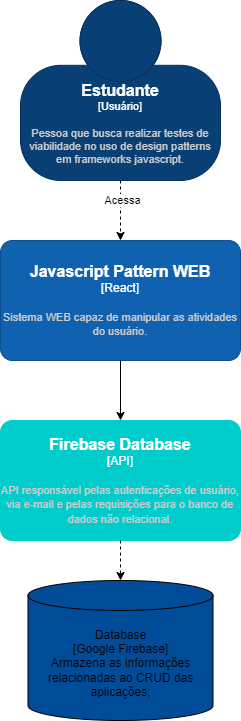 Estudante
[Usuário]
Pessoa que busca realizar testes de
viabilidade no uso de design patterns
em frameworks javascript.
Acessa
Javascript Pattern WEB
[React]
Sistema WEB capaz de manipular as atividades
do usuário.
Firebase Database
[API]
API responsável pelas autenticações de usuário,
via e-mail e pelas requisições para o banco de
dados não relacional.
Database
[Google Firebase]
Armazena as informações
relacionadas ao CRUD das
aplicações;